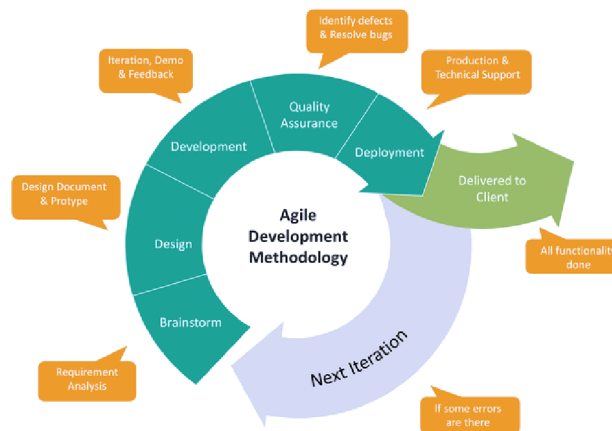 Identify defects
& Resolve bugs
Iteration, Demo
& Feedback
Production &
Technical Support
Quality
Assurance
Development
Deployment
Delivered to
Client
Design Document
& Protype
Agile
Development
Methodology
Design
All functionality
done
Brainstorm
Next Iteration
Requirement
Analysis
If some errors
are there